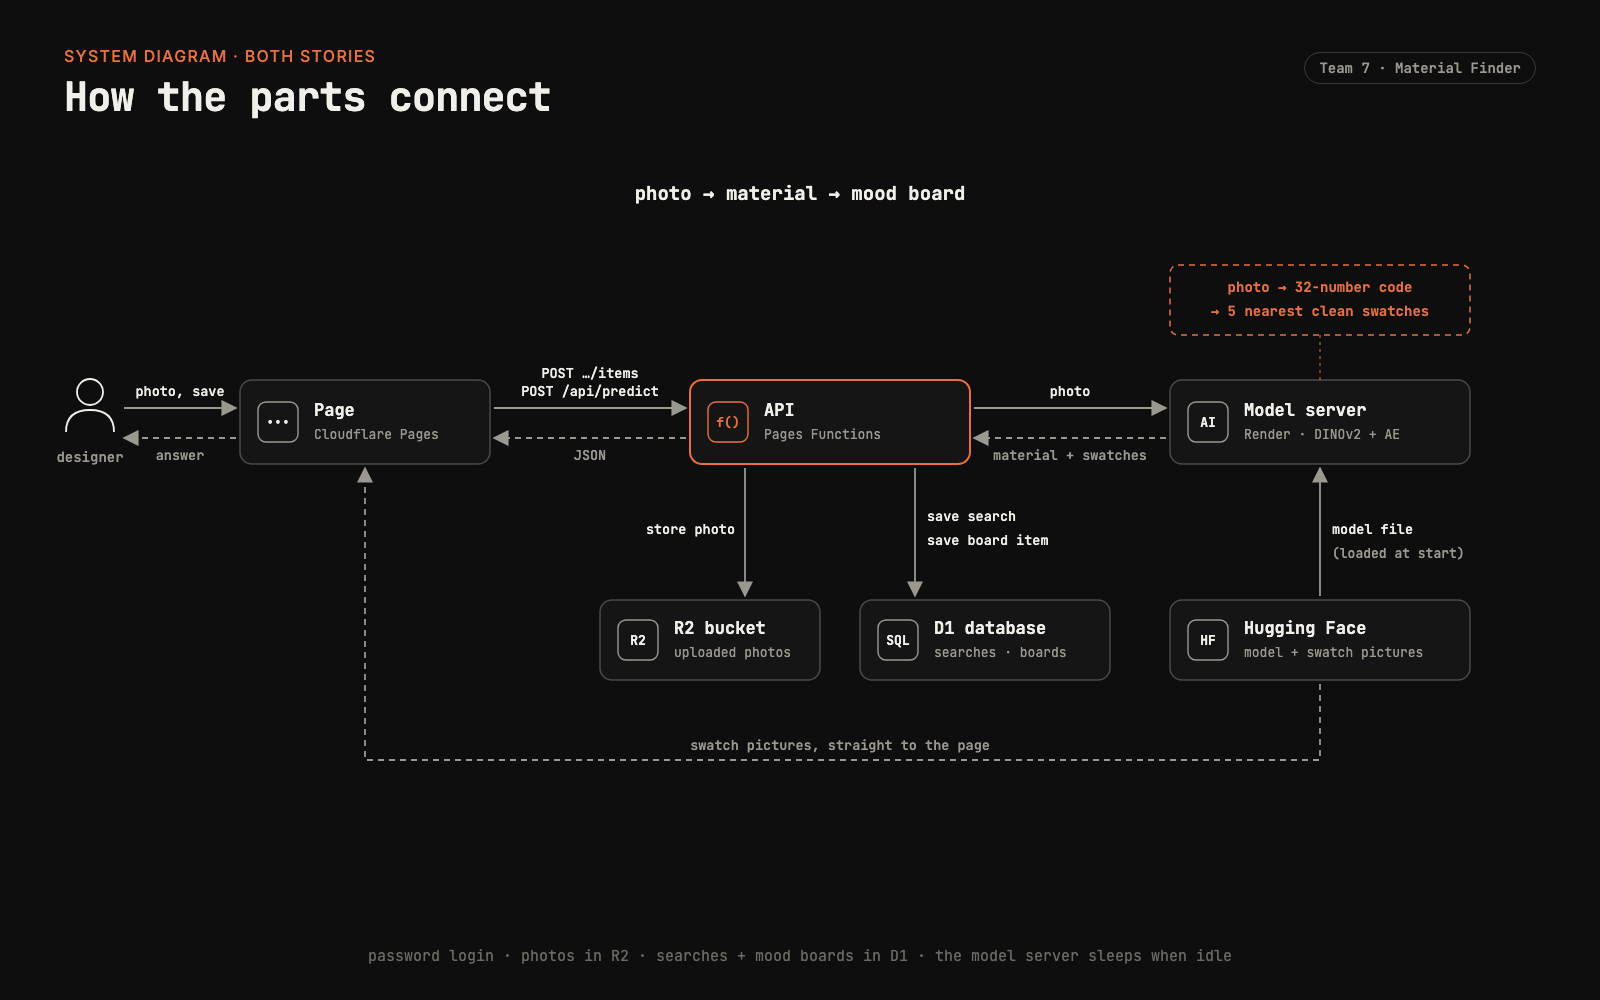 SYSTEM DIAGRAM · BOTH STORIES
How the parts connect
Team 7 · Material Finder
photo → material → mood board
photo → 32-number code
→ 5 nearest clean swatches
designer
photo, save
answer
Page
Cloudflare Pages
POST …/items
POST /api/predict
JSON
f()
API
Pages Functions
photo
material + swatches
AI
Model server
Render · DINOv2 + AE
store photo
save search
save board item
model file
(loaded at start)
R2
R2 bucket
uploaded photos
SQL
D1 database
searches · boards
HF
Hugging Face
model + swatch pictures
swatch pictures, straight to the page
password login · photos in R2 · searches + mood boards in D1 · the model server sleeps when idle